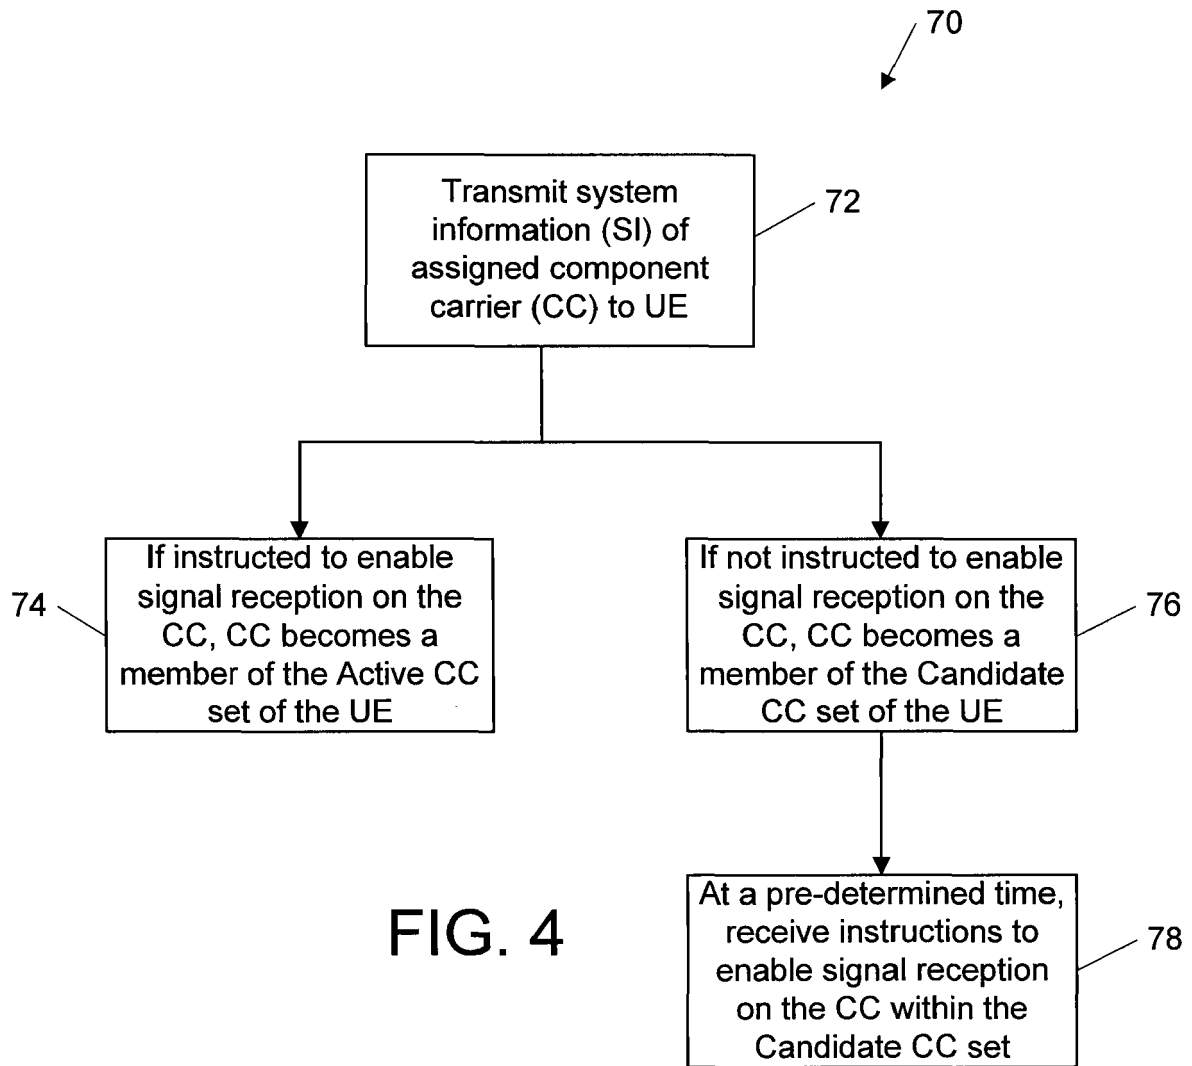 70
Transmit system
information (SI) of
assigned component
carrier (CC) to UE
72
If instructed to enable
signal reception on the
CC, CC becomes a
member of the Active CC
set of the UE
74
If not instructed to enable
signal reception on the
CC, CC becomes a
member of the Candidate
CC set of the UE
76
At a pre-determined time,
receive instructions to
enable signal reception
on the CC within the
Candidate CC set
78
FIG. 4